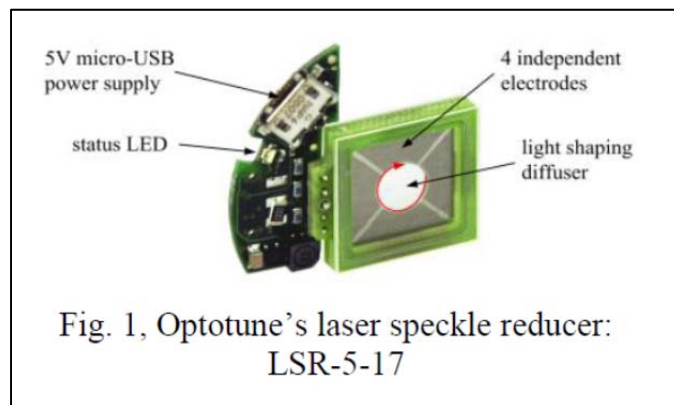 5V micro-USB
power supply
status LED
4 independent
electrodes
light shaping
diffuser
Fig. 1, Optotune’s laser speckle reducer:
LSR-5-17